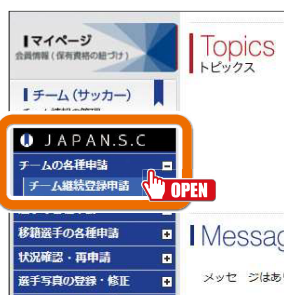 マイページ
会員情報(保有資格の紐づけ)
チーム(サッカー)
JAPAN.S.C
チームの各種申請
チーム継続登録申請
OPEN
移籍選手の各種申請
状況確認・再申請
選手写真の登録・修正
Topics
トピックス
Messag
メッセージはあ